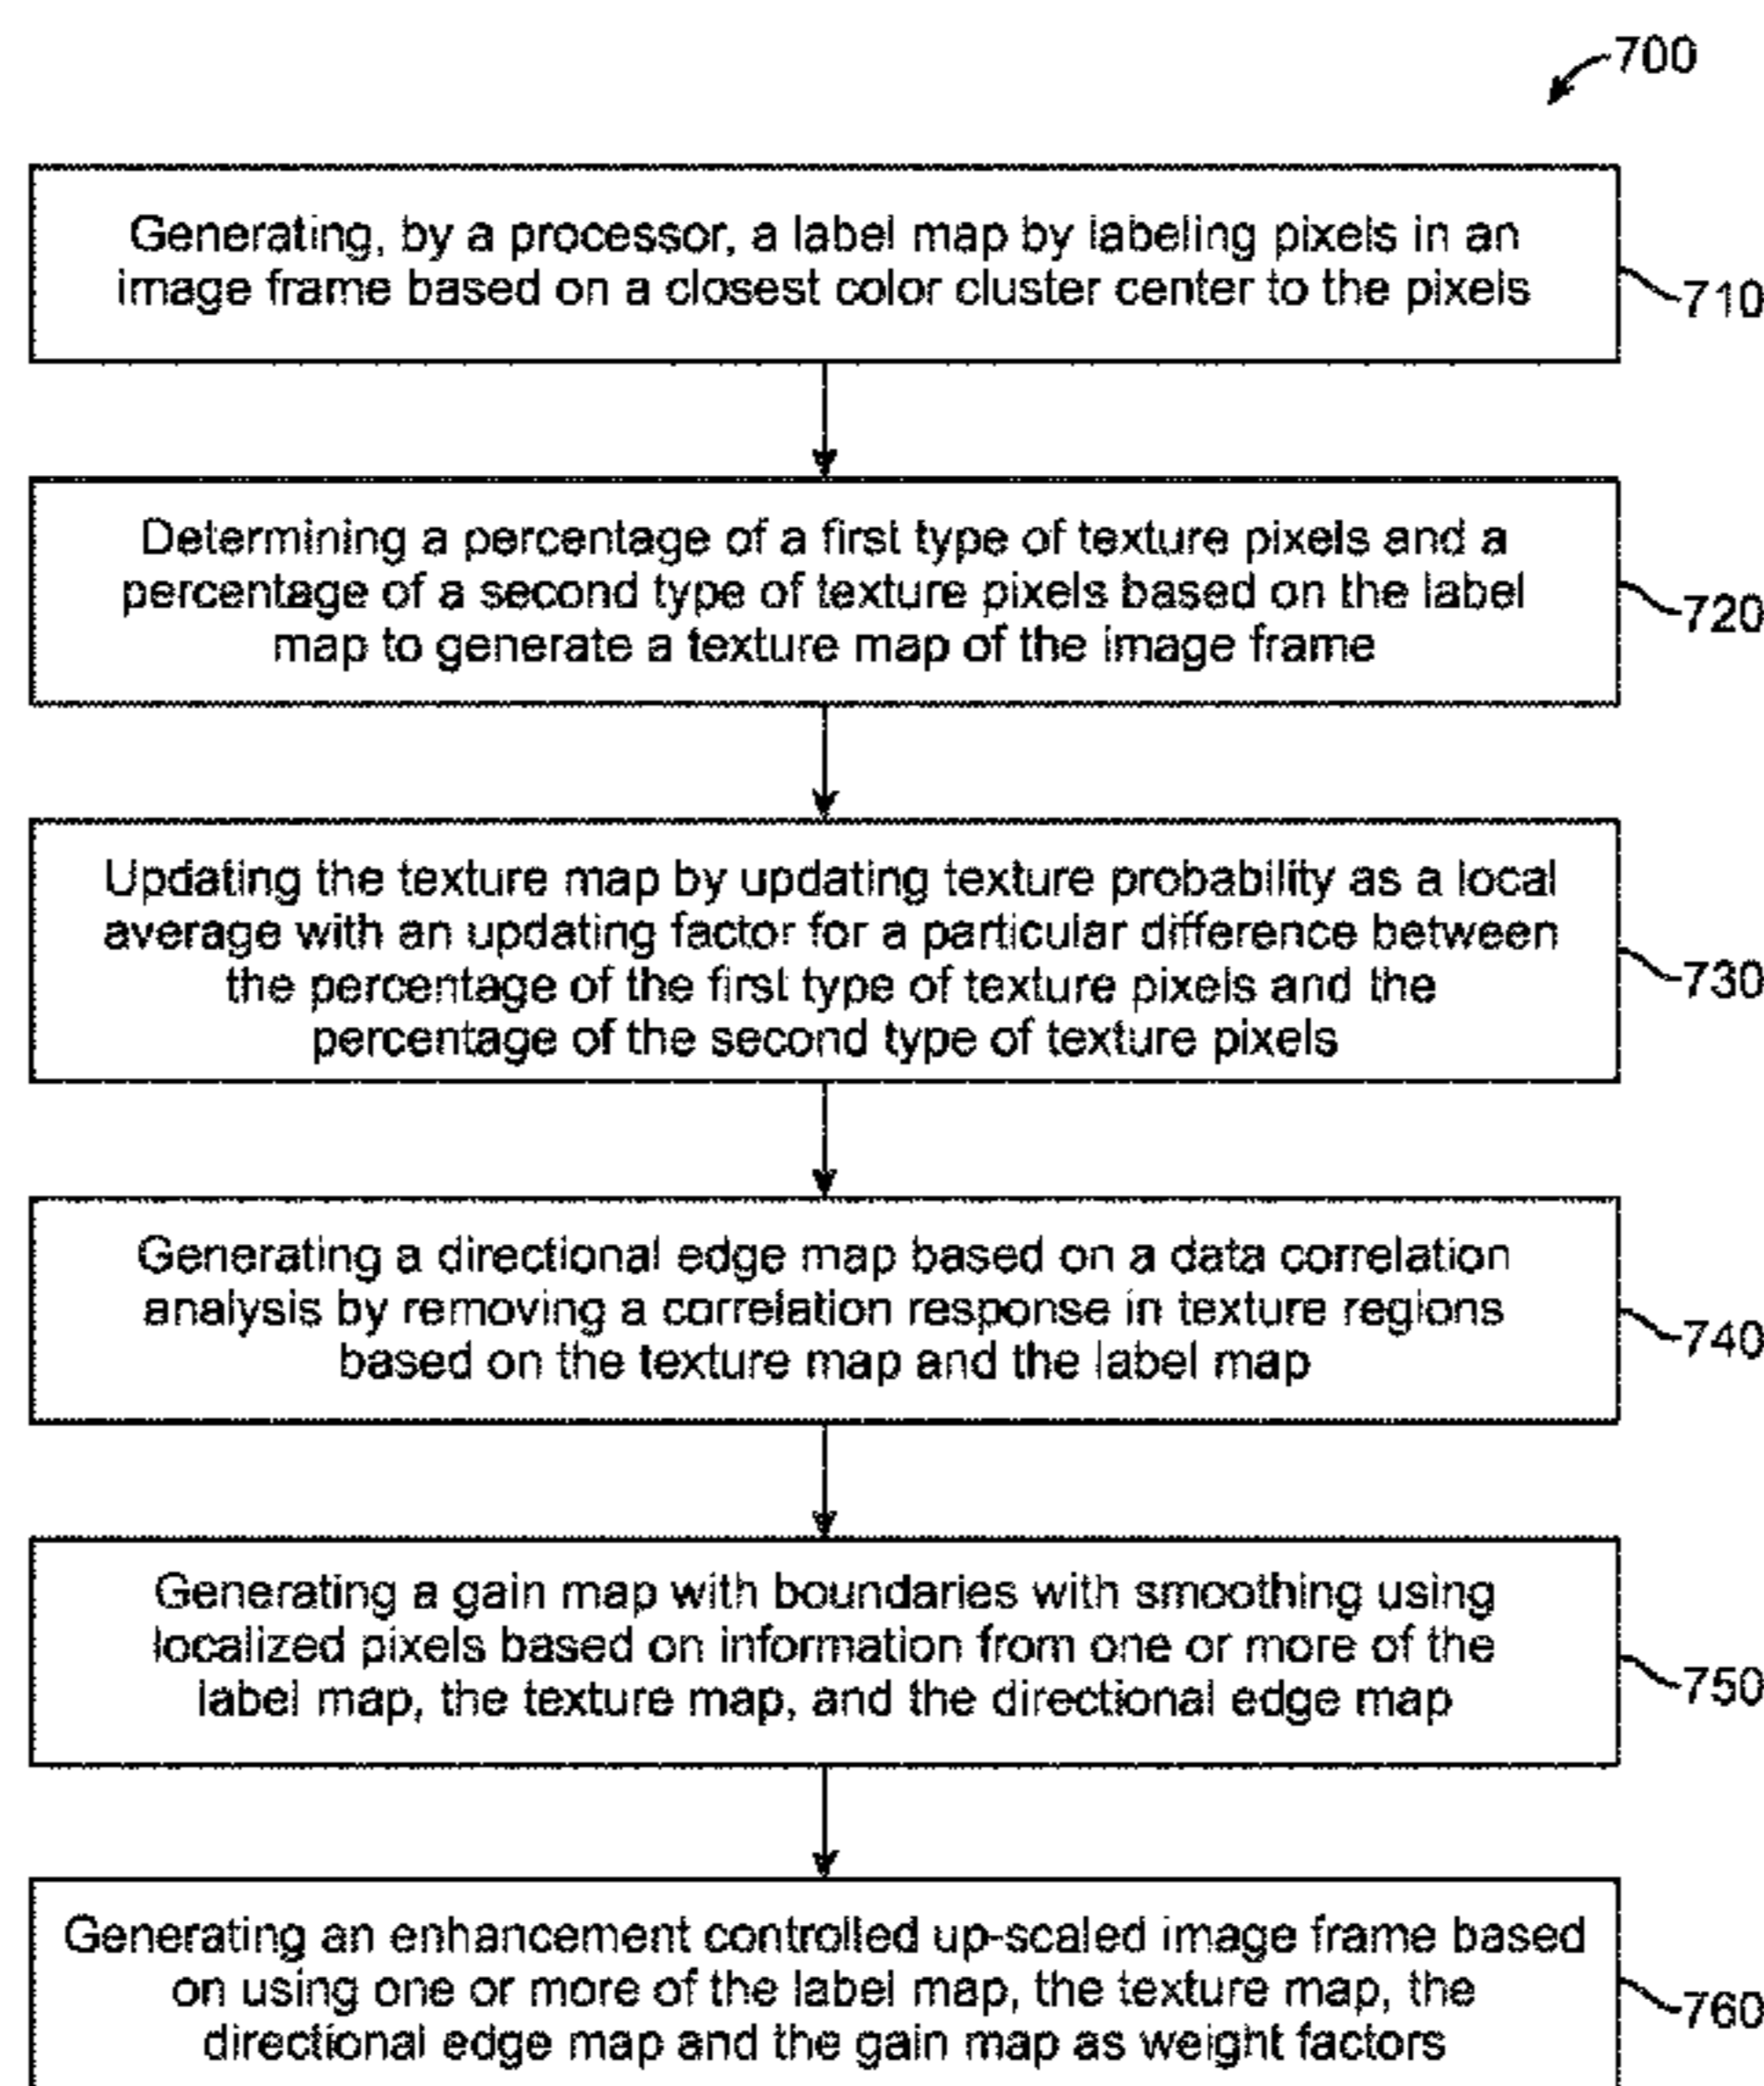 700
Generating, by a processor, a label map by labeling pixels in an
image frame based on a closest color cluster center to the pixels
710
Determining a percentage of a first type of texture pixels and a
percentage of a second type of texture pixels based on the label
map to generate a texture map of the image frame
720
Updating the texture map by updating texture probability as a local
average with an updating factor for a particular difference between
the percentage of the first type of texture pixels and the
percentage of the second type of texture pixels
730
Generating a directional edge map based on a data correlation
analysis by removing a correlation response in texture regions
based on the texture map and the label map
740
Generating a gain map with boundaries with smoothing using
localized pixels based on information from one or more of the
label map, the texture map, and the directional edge map
750
Generating an enhancement controlled up-scaled image frame based
on using one or more of the label map, the texture map, the
directional edge map and the gain map as weight factors
760